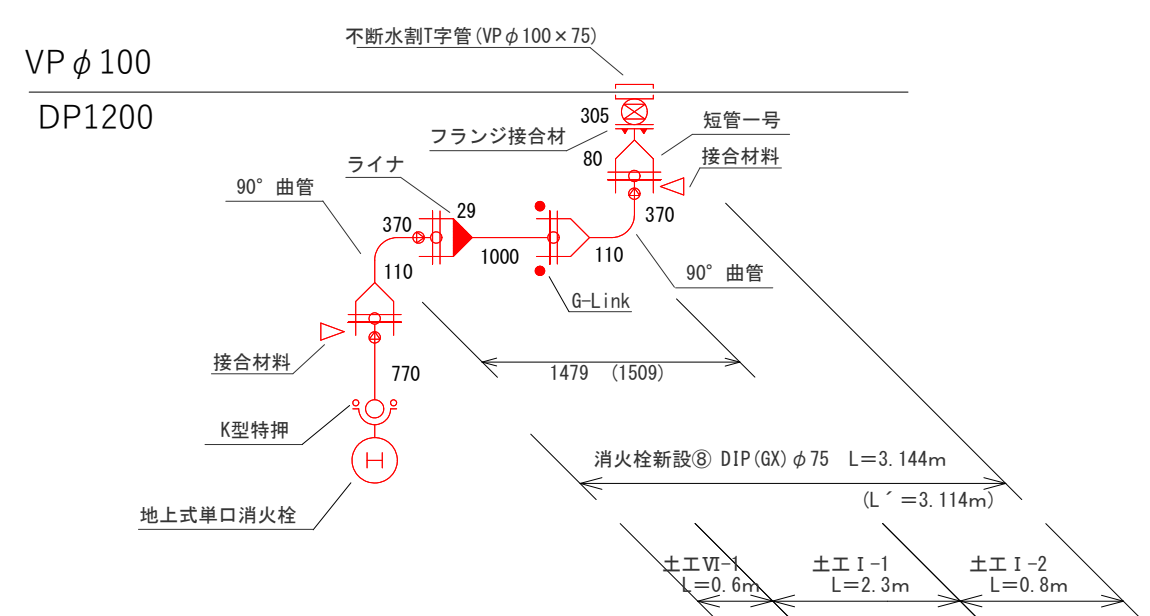 不断水割T字管(VPφ100×75)
VPφ100
DP1200
305
短管一号
フランジ接合材
80
接合材料
ライナ
90°曲管
29
370
370
1000
110
110
90°曲管
G-Link
接合材料
1479 (1509)
770
K型特押
消火栓新設⑧ DIP(GX)φ75 L=3.144m
(L´=3.114m)
地上式単口消火栓
土工Ⅵ-1
L=0.6m
土工Ⅰ-1
L=2.3m
土工Ⅰ-2
L=0.8m